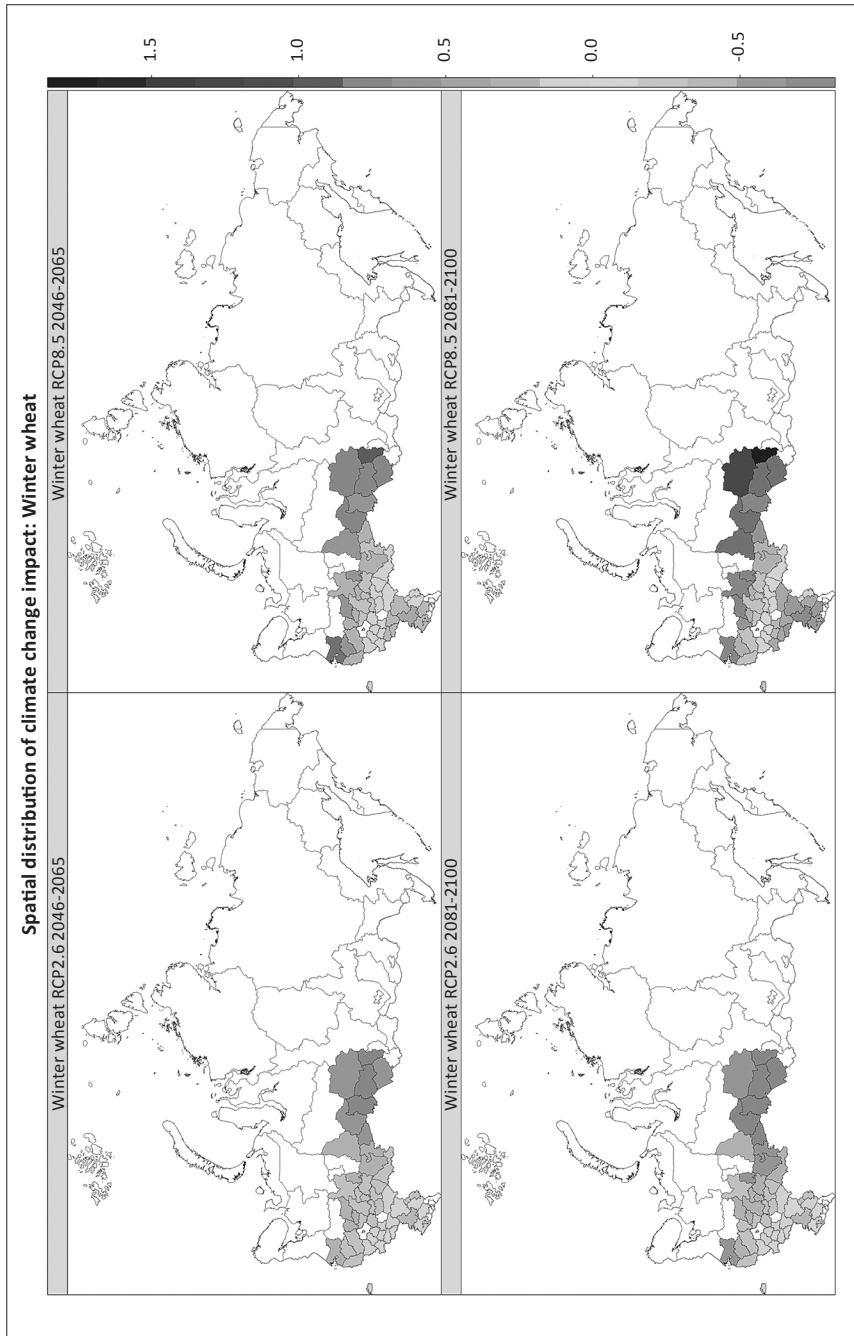 Spatial distribution of climate change impact: Winter wheat
Winter wheat RCP2.6 2046-2065
Winter wheat RCP8.5 2046-2065
Winter wheat RCP2.6 2081-2100
Winter wheat RCP8.5 2081-2100
1.5
1.0
0.5
0.0
-0.5